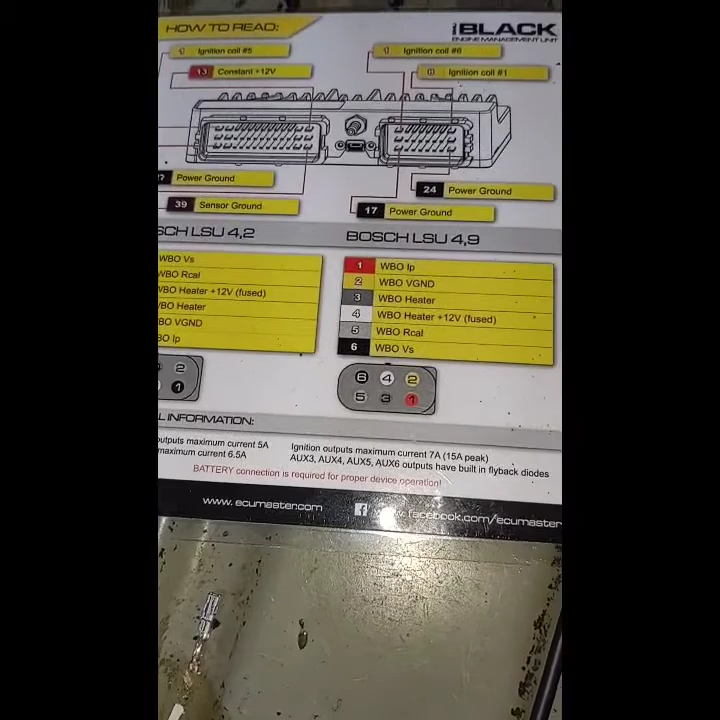 HOW TO READ:
BLACK
ENGINE MANAGEMENT UNIT
Ignition coil #5
Ignition coil #6
13 Constant +12V
Ignition coil #1
Power Ground
24 Power Ground
39 Sensor Ground
17 Power Ground
SCH LSU 4,2
BOSCH LSU 4,9
WBO Vs
WBO Rcal
WBO Heater +12V (fused)
WBO Heater
WBO VGND
BO Ip
1 WBO Ip
2 WBO VGND
3 WBO Heater
4 WBO Heater +12V (fused)
5 WBO Rcal
6 WBO Vs
2
1
6 4 2
5 3 1
L INFORMATION:
outputs maximum current 5A
maximum current 6.5A
Ignition outputs maximum current 7A (15A peak)
AUX3, AUX4, AUX5, AUX6 outputs have built in flyback diodes
BATTERY connection is required for proper device operation!
www.ecumaster.com
f www.facebook.com/ecumaster